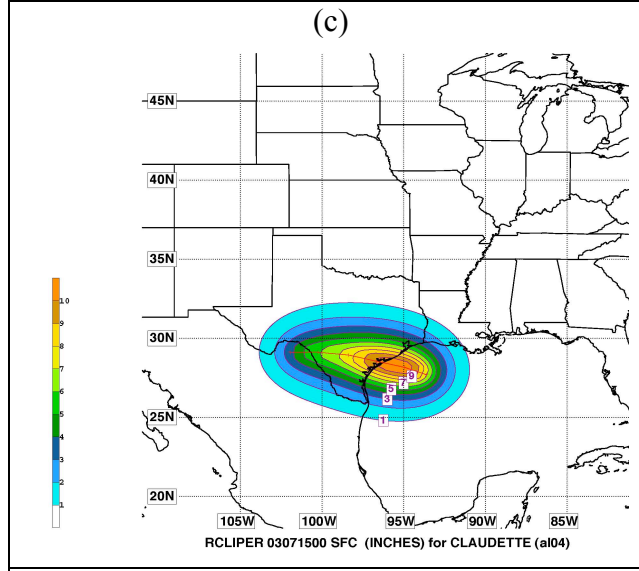 (c)
45N
40N
35N
30N
25N
20N
105W 100W 95W 90W 85W
10
9
8
7
6
5
4
3
2
1
9
7
5
3
1
RCLIPER 03071500 SFC (INCHES) for CLAUDETTE (al04)